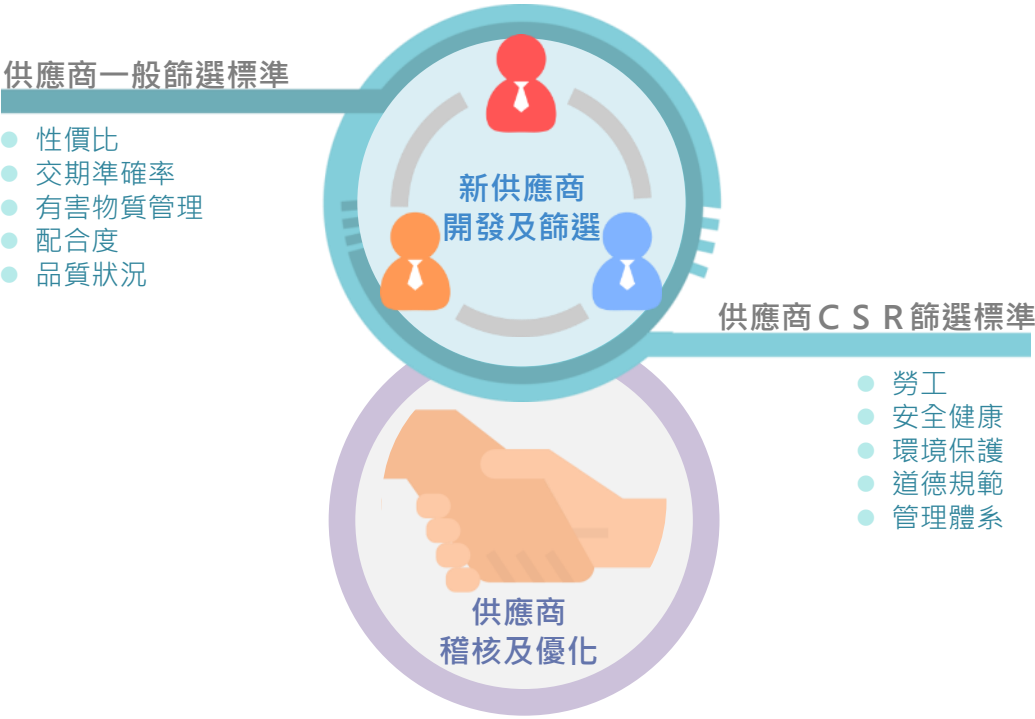 供應商一般篩選標準
性價比
交期準確率
有害物質管理
配合度
品質狀況
新供應商
開發及篩選
供應商ＣＳＲ篩選標準
勞工
安全健康
環境保護
道德規範
管理體系
供應商
稽核及優化